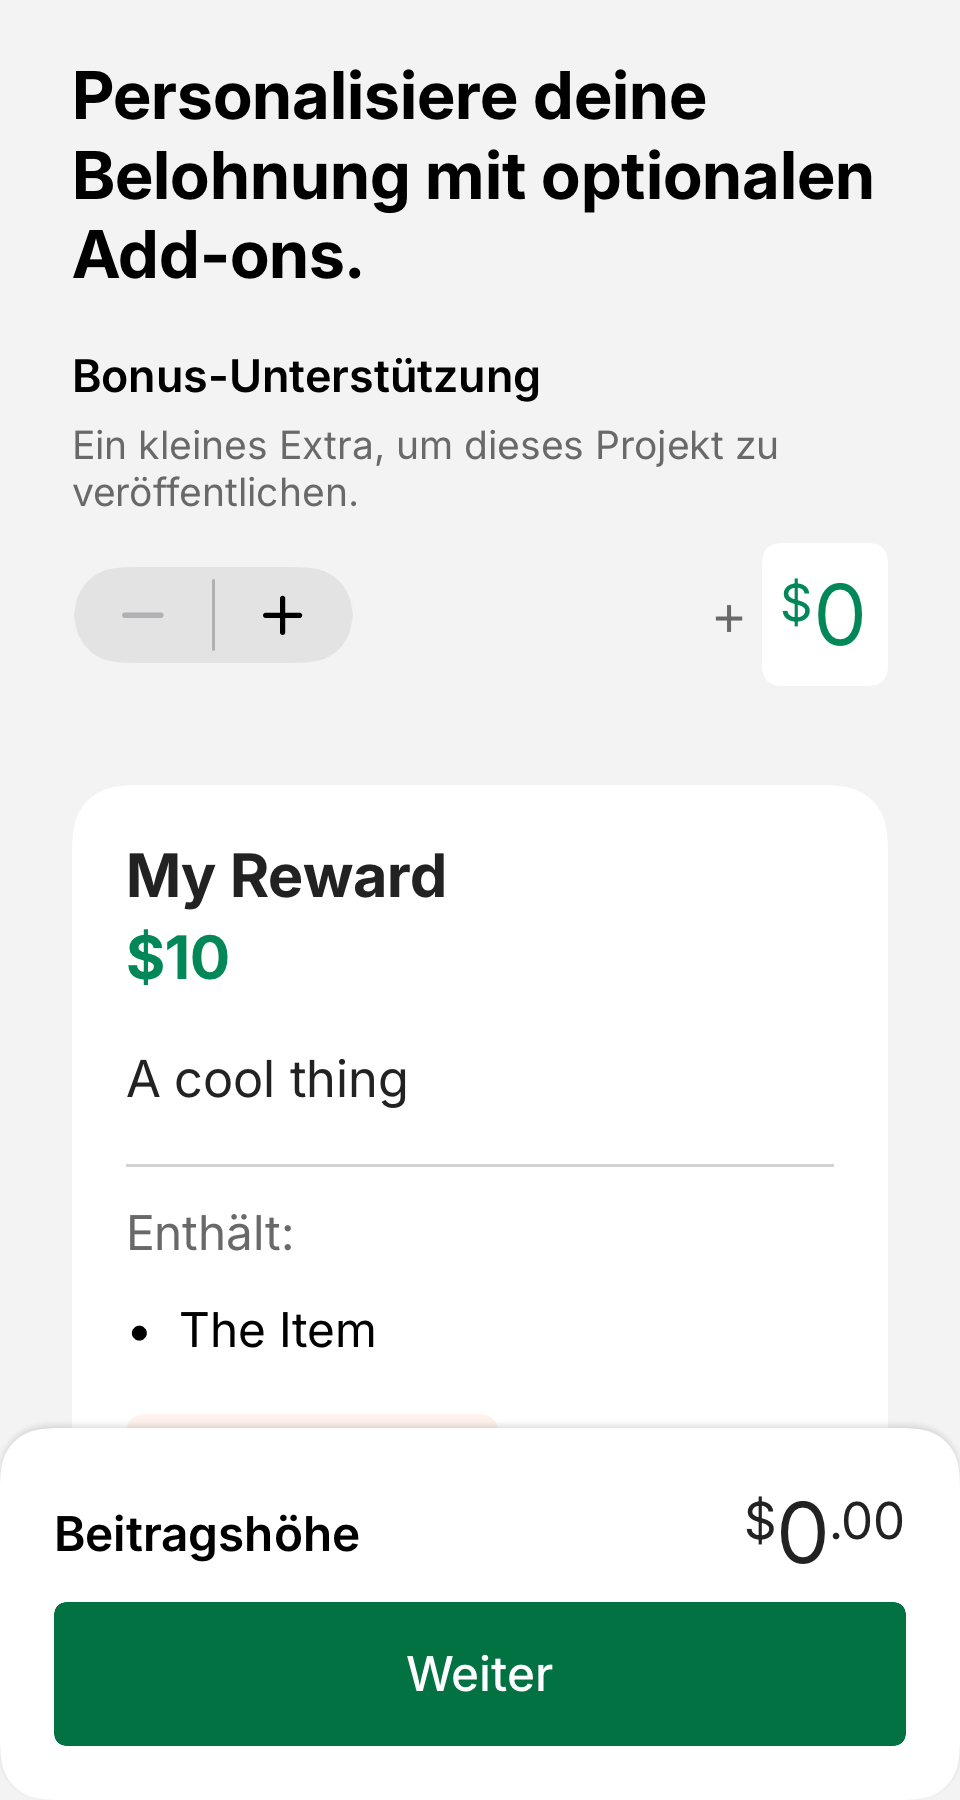 Personalisiere deine
Belohnung mit optionalen
Add-ons.
Bonus-Unterstützung
Ein kleines Extra, um dieses Projekt zu
veröffentlichen.
+ $0
My Reward
$10
A cool thing
Enthält:
• The Item
Beitragshöhe $0.00
Weiter